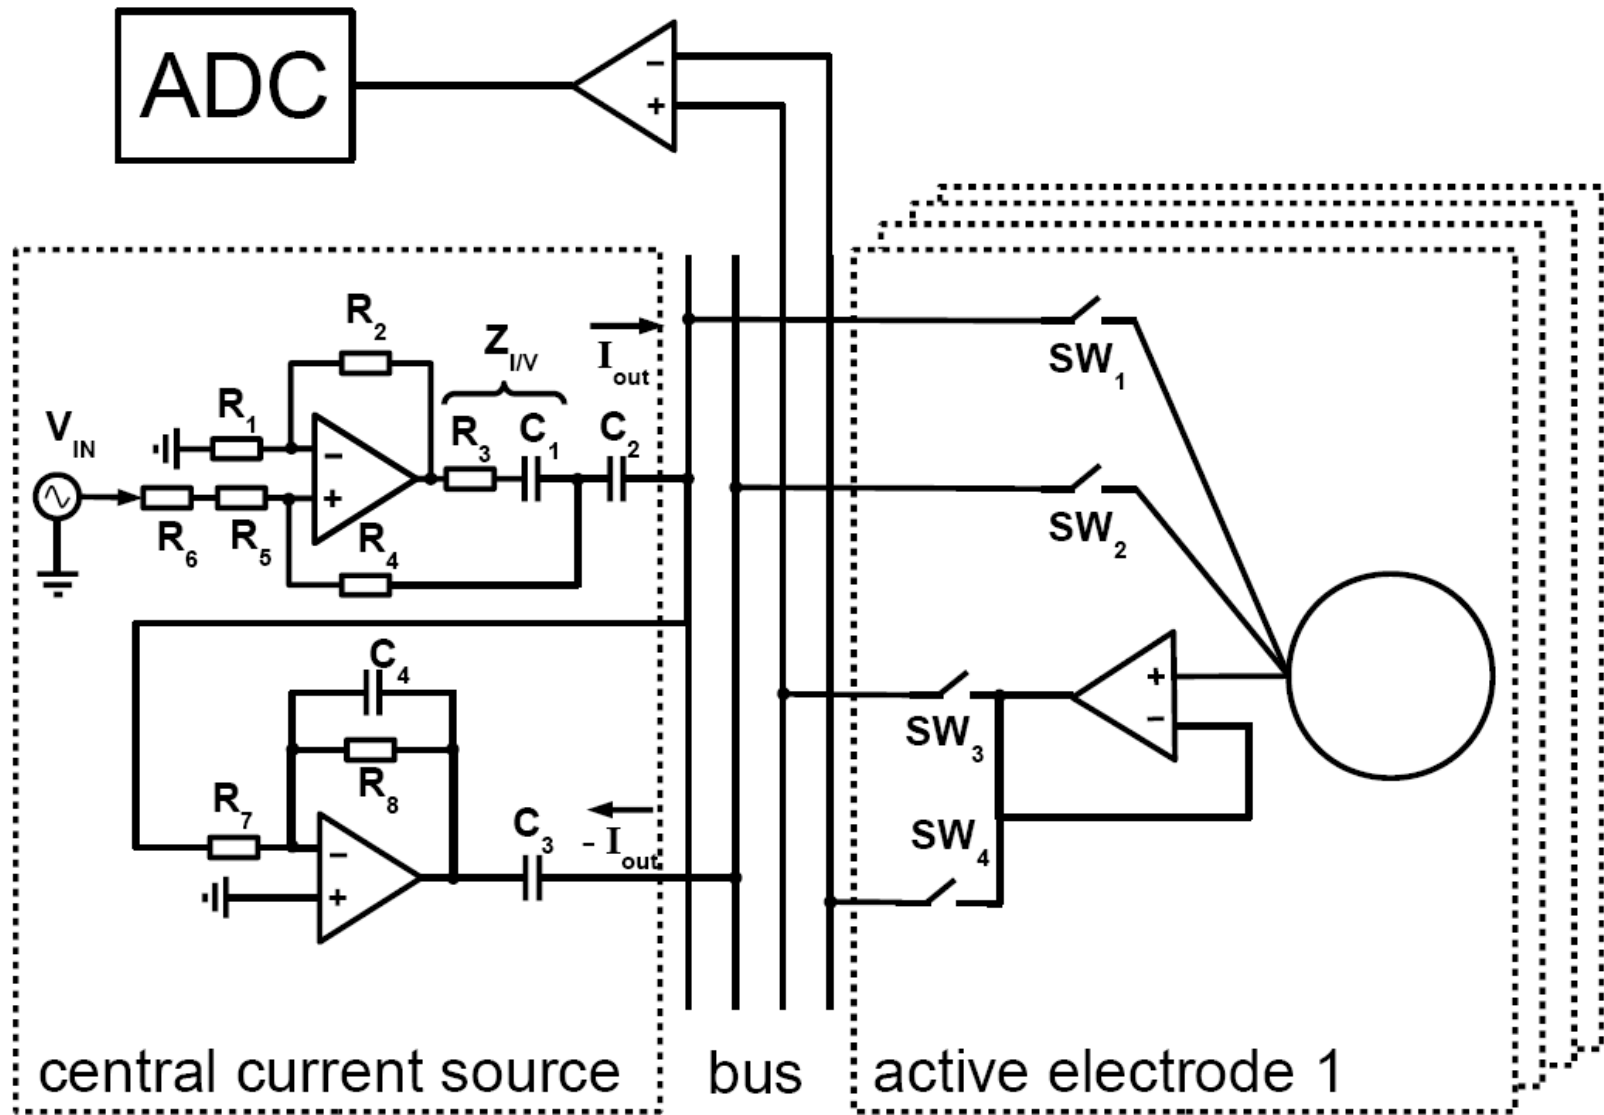 ADC
−
+
R2
ZI/V
Iout
SW1
R1
R3
C1
C2
VIN
−
+
SW2
R6
R5
R4
C4
+
−
SW3
R8
R7
C3
- Iout
SW4
−
+
central current source
bus
active electrode 1